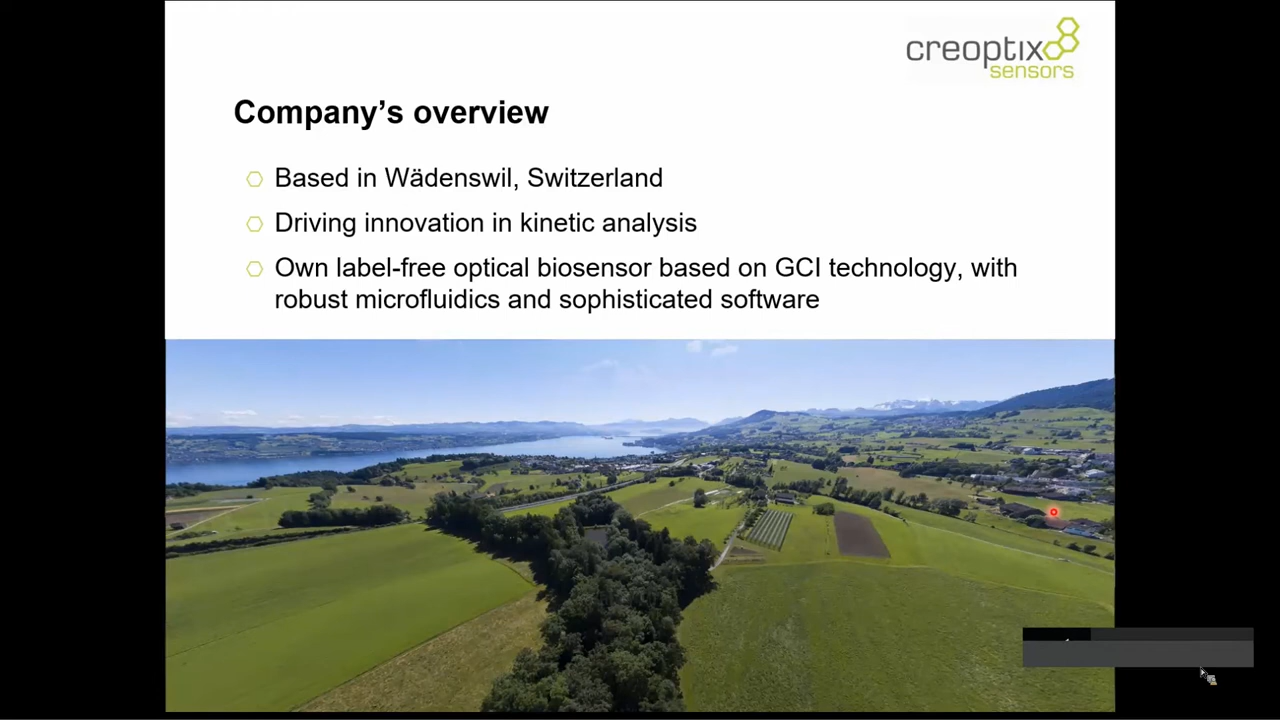 creoptix
sensors
Company’s overview
Based in Wädenswil, Switzerland
Driving innovation in kinetic analysis
Own label-free optical biosensor based on GCI technology, with
robust microfluidics and sophisticated software